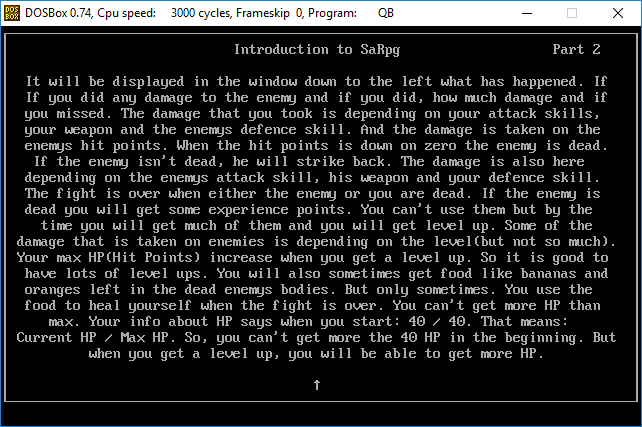 DOSBox 0.74, Cpu speed: 3000 cycles, Frameskip 0, Program: QB
Introduction to SaRpg Part 2
It will be displayed in the window down to the left what has happened. If
If you did any damage to the enemy and if you did, how much damage and if
you missed. The damage that you took is depending on your attack skills,
your weapon and the enemys defence skill. And the damage is taken on the
enemys hit points. When the hit points is down on zero the enemy is dead.
If the enemy isn't dead, he will strike back. The damage is also here
depending on the enemys attack skill, his weapon and your defence skill.
The fight is over when either the enemy or you are dead. If the enemy is
dead you will get some experience points. You can't use them but by the
time you will get much of them and you will get level up. Some of the
damage that is taken on enemies is depending on the level(but not so much).
Your max HP(Hit Points) increase when you get a level up. So it is good to
have lots of level ups. You will also sometimes get food like bananas and
oranges left in the dead enemys bodies. But only sometimes. You use the
food to heal yourself when the fight is over. You can't get more HP than
max. Your info about HP says when you start: 40 / 40. That means:
Current HP / Max HP. So, you can't get more the 40 HP in the beginning. But
when you get a level up, you will be able to get more HP.
↑